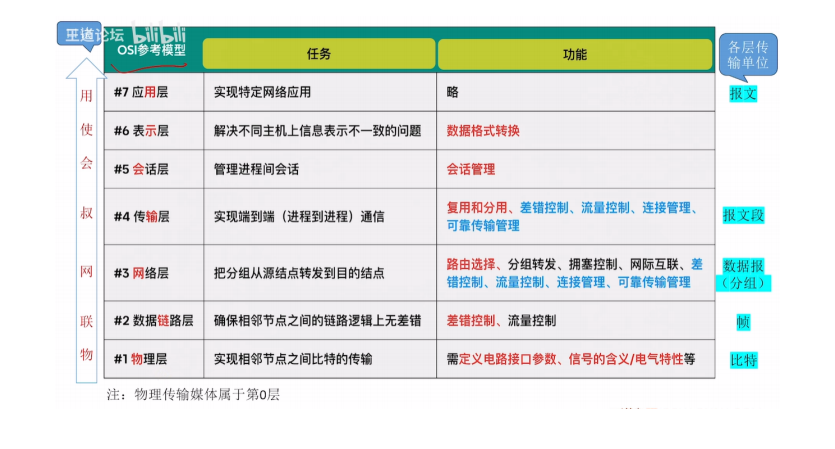 王道论坛 bilibili
OSI参考模型
任务
功能
各层传
输单位
#7 应用层
实现特定网络应用
略
报文
#6 表示层
解决不同主机上信息表示不一致的问题
数据格式转换
#5 会话层
管理进程间会话
会话管理
#4 传输层
实现端到端（进程到进程）通信
复用和分用、差错控制、流量控制、连接管理、
可靠传输管理
报文段
#3 网络层
把分组从源结点转发到目的结点
路由选择、分组转发、拥塞控制、网际互联、差
错控制、流量控制、连接管理、可靠传输管理
数据报
（分组）
#2 数据链路层
确保相邻节点之间的链路逻辑上无差错
差错控制、流量控制
帧
#1 物理层
实现相邻节点之间比特的传输
需定义电路接口参数、信号的含义/电气特性等
比特
用
使
会
叔
网
联
物
注：物理传输媒体属于第0层